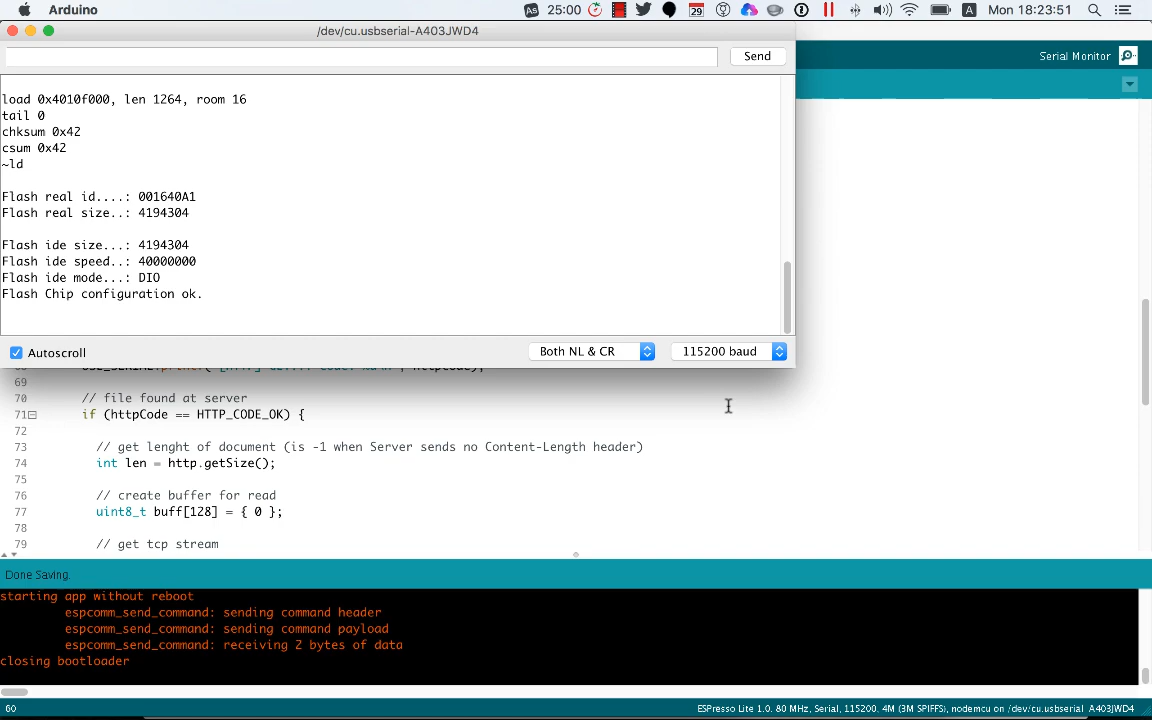 Arduino
25:00
29
A
Mon 18:23:51
/dev/cu.usbserial-A403JWD4
Send
Serial Monitor
load 0x4010f000, len 1264, room 16
tail 0
chksum 0x42
csum 0x42
~ld
Flash real id....: 001640A1
Flash real size..: 4194304
Flash ide size...: 4194304
Flash ide speed..: 40000000
Flash ide mode...: DIO
Flash Chip configuration ok.
Autoscroll
Both NL & CR
115200 baud
69
70 // file found at server
71 if (httpCode == HTTP_CODE_OK) {
72
73 // get lenght of document (is -1 when Server sends no Content-Length header)
74 int len = http.getSize();
75
76 // create buffer for read
77 uint8_t buff[128] = { 0 };
78
79 // get tcp stream
Done Saving.
starting app without reboot
espcomm_send_command: sending command header
espcomm_send_command: sending command payload
espcomm_send_command: receiving 2 bytes of data
closing bootloader
60
ESPresso Lite 1.0, 80 MHz, Serial, 115200, 4M (3M SPIFFS), nodemcu on /dev/cu.usbserial A403JWD4